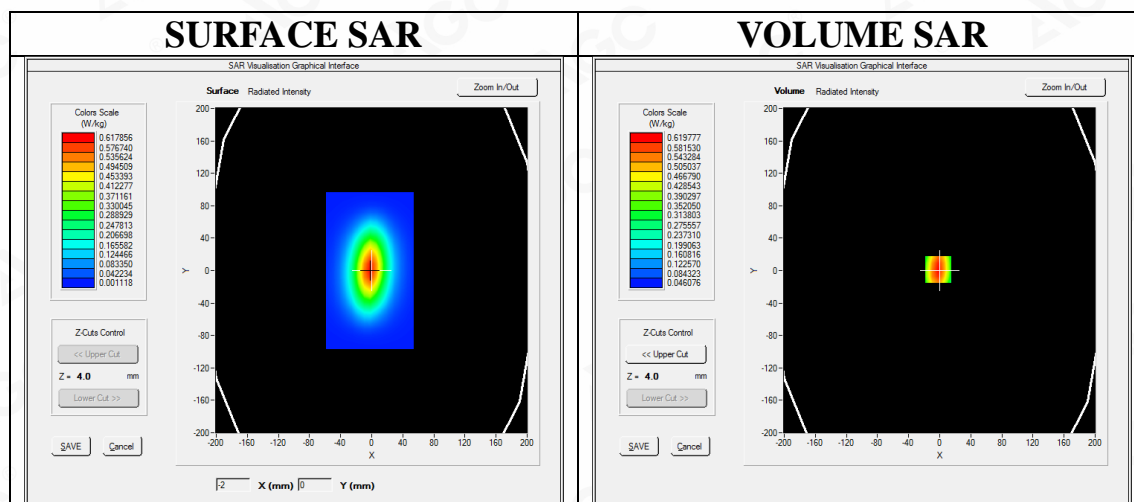 SURFACE SAR
SAR Visualisation Graphical Interface
Surface Radiated Intensity
Zoom In/Out
Colors Scale
(W/kg)
0.617856
0.576740
0.535624
0.494509
0.453393
0.412277
0.371161
0.330045
0.288929
0.247813
0.206698
0.165582
0.124466
0.083350
0.042234
0.001118
Z-Cuts Control
<< Upper Cut
Z = 4.0 mm
Lower Cut >>
SAVE Cancel
200
160
120
80
40
0
-40
-80
-120
-160
-200
Y
-200 -160 -120 -80 -40 0 40 80 120 160 200
X
-2 X (mm) 0 Y (mm)
VOLUME SAR
SAR Visualisation Graphical Interface
Volume Radiated Intensity
Zoom In/Out
Colors Scale
(W/kg)
0.619777
0.581530
0.543284
0.505037
0.466790
0.428543
0.390297
0.352050
0.313803
0.275557
0.237310
0.199063
0.160816
0.122570
0.084323
0.046076
Z-Cuts Control
<< Upper Cut
Z = 4.0 mm
Lower Cut >>
SAVE Cancel
200
160
120
80
40
0
-40
-80
-120
-160
-200
Y
-200 -160 -120 -80 -40 0 40 80 120 160 200
X